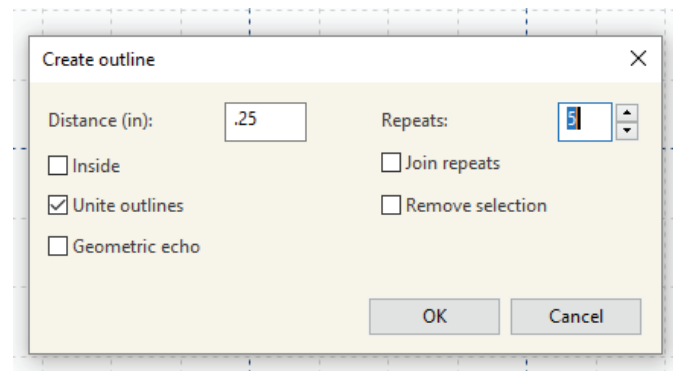 Create outline
Distance (in): .25 Repeats: 5
Inside Join repeats
Unite outlines Remove selection
Geometric echo
OK Cancel